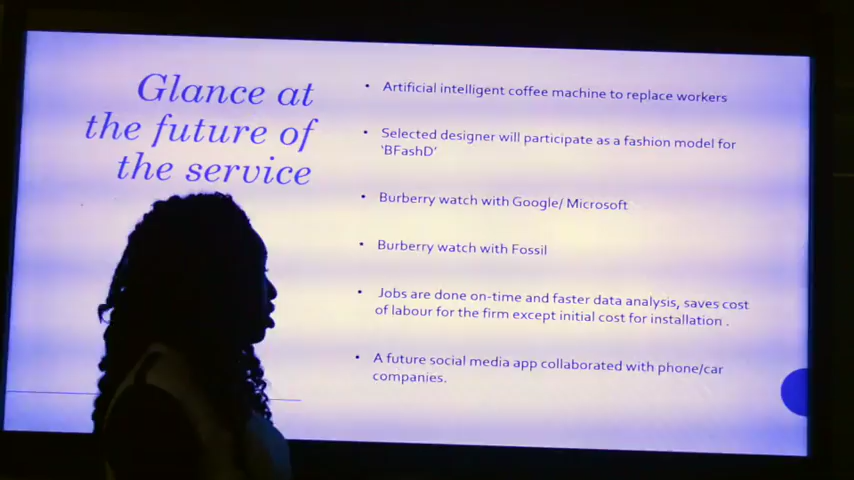 Glance at
the future of
the service
• Artificial intelligent coffee machine to replace workers
• Selected designer will participate as a fashion model for
‘BFashD’
• Burberry watch with Google/ Microsoft
• Burberry watch with Fossil
• Jobs are done on-time and faster data analysis, saves cost
of labour for the firm except initial cost for installation .
• A future social media app collaborated with phone/car
companies.